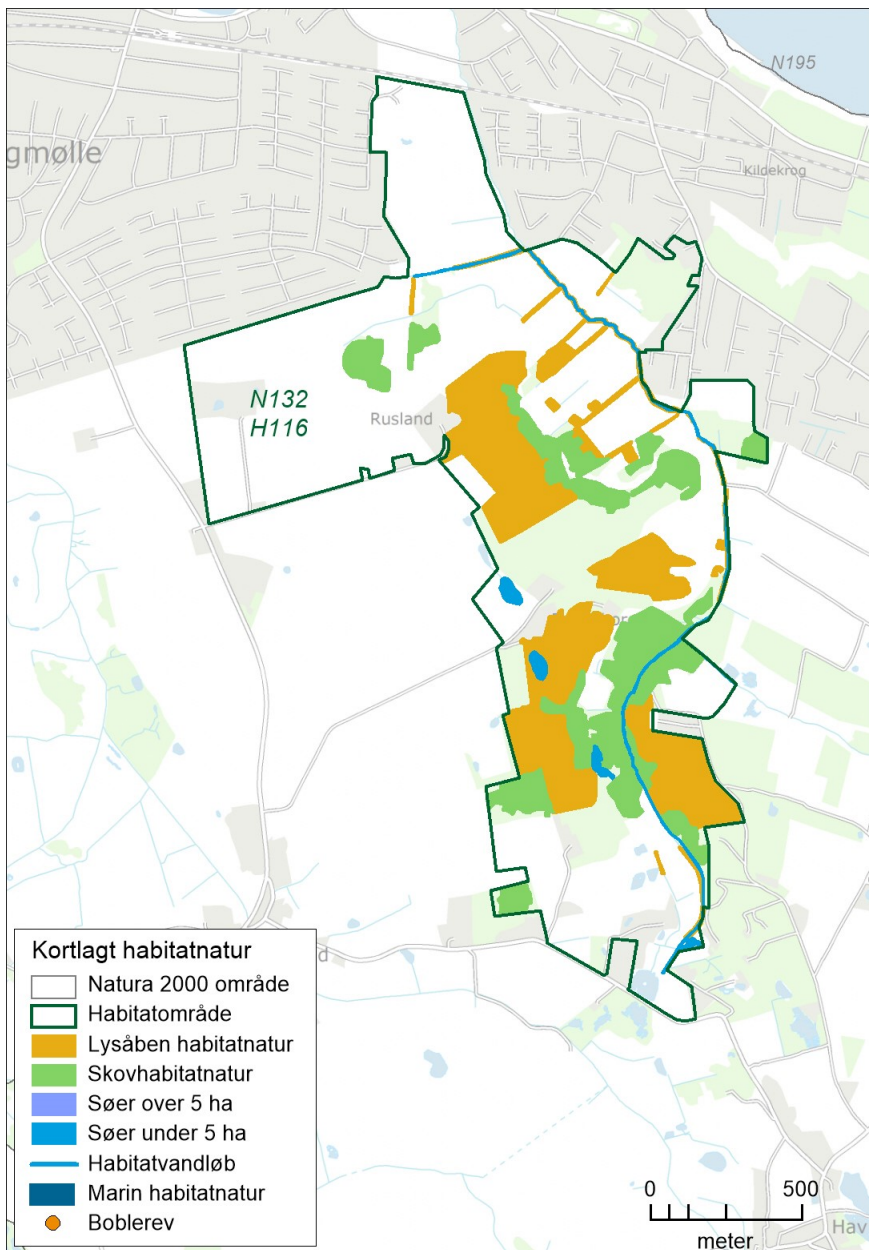 N195
gmølle
Kildekrog
N132
H116
Rusland
Kortlagt habitatnatur
Natura 2000 område
Habitatområde
Lysåben habitatnatur
Skovhabitatnatur
Søer over 5 ha
Søer under 5 ha
Habitatvandløb
Marin habitatnatur
Boblerev
0 500
meter
Hav